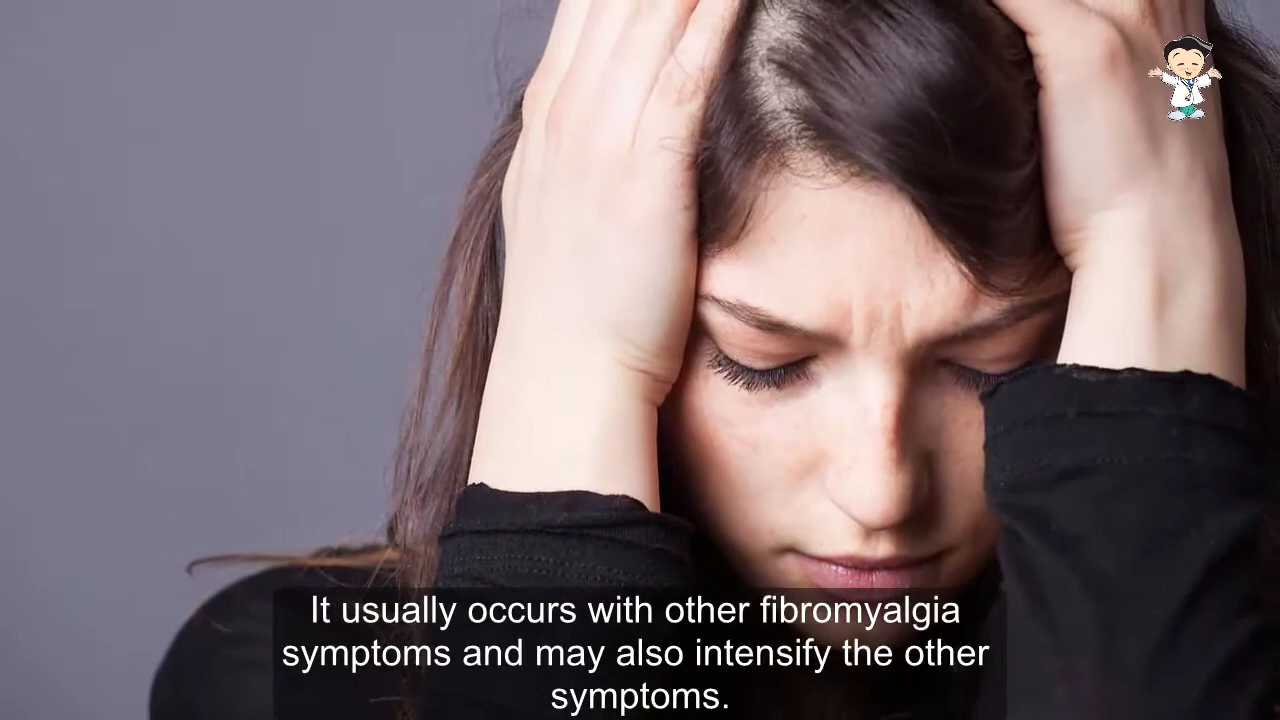 It usually occurs with other fibromyalgia
symptoms and may also intensify the other
symptoms.